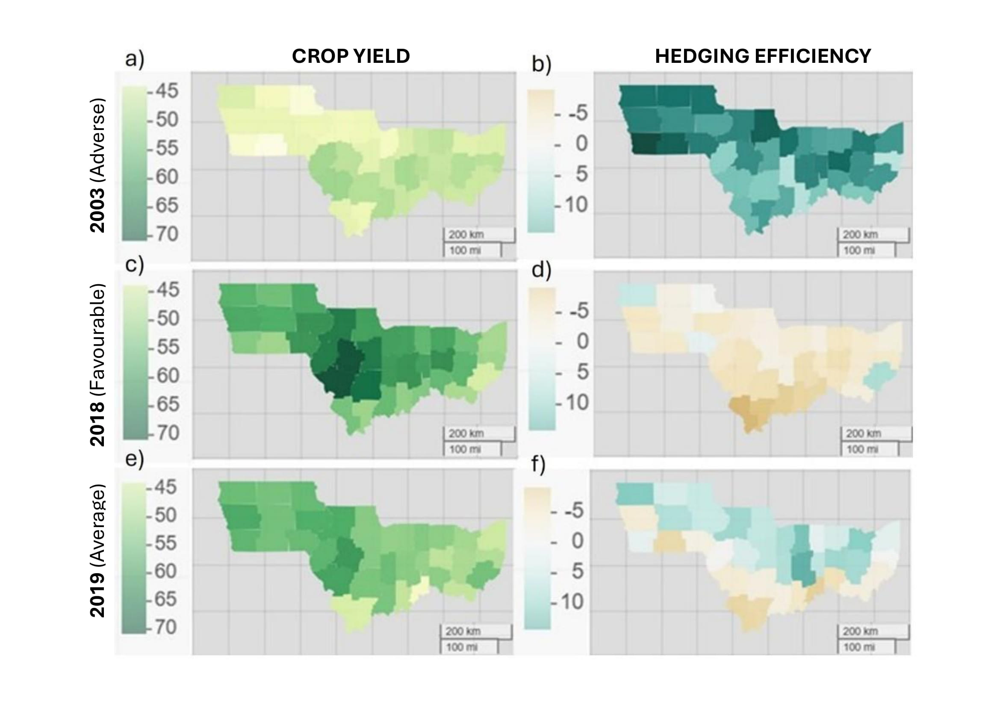 CROP YIELD
HEDGING EFFICIENCY
a)
b)
2003 (Adverse)
45
50
55
60
65
70
200 km
100 mi
-5
0
5
10
200 km
100 mi
c)
d)
2018 (Favourable)
45
50
55
60
65
70
200 km
100 mi
-5
0
5
10
200 km
100 mi
e)
f)
2019 (Average)
45
50
55
60
65
70
200 km
100 mi
-5
0
5
10
200 km
100 mi